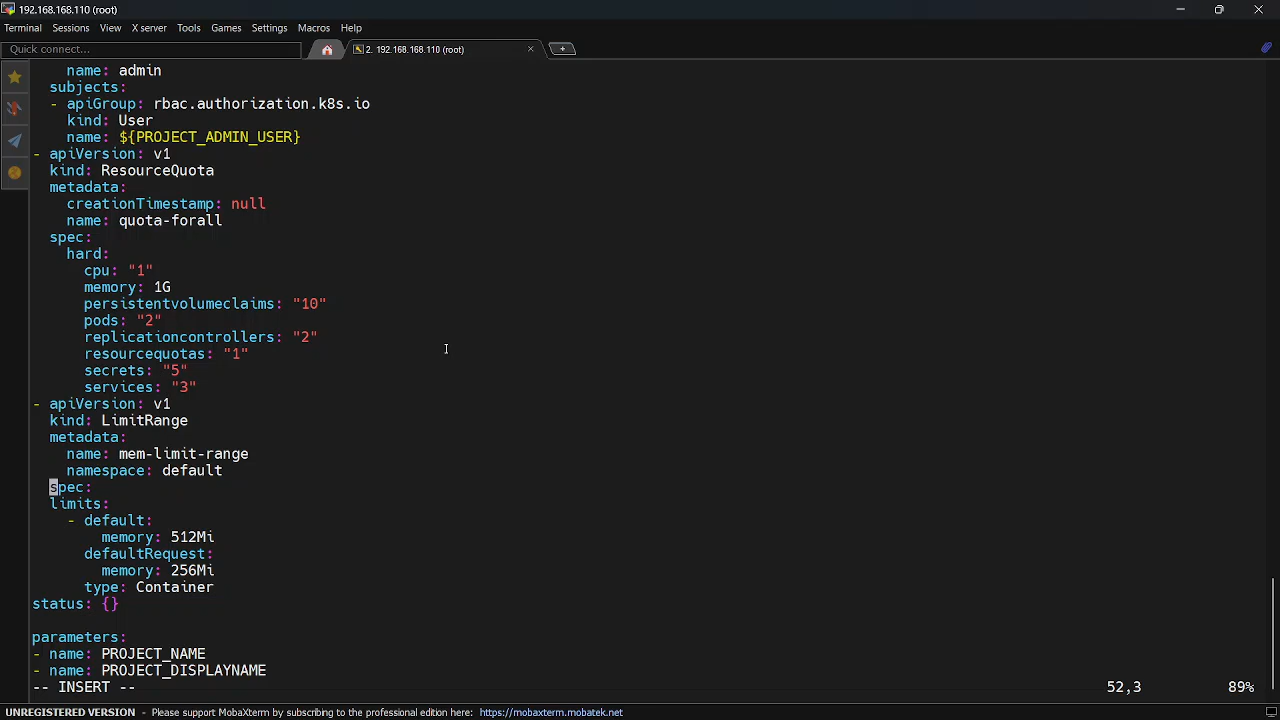 192.168.168.110 (root)
Terminal Sessions View X server Tools Games Settings Macros Help
Quick connect... 2. 192.168.168.110 (root)
name: admin
subjects:
- apiGroup: rbac.authorization.k8s.io
kind: User
name: ${PROJECT_ADMIN_USER}
- apiVersion: v1
kind: ResourceQuota
metadata:
creationTimestamp: null
name: quota-forall
spec:
hard:
cpu: "1"
memory: 1G
persistentvolumeclaims: "10"
pods: "2"
replicationcontrollers: "2"
resourcequotas: "1"
secrets: "5"
services: "3"
- apiVersion: v1
kind: LimitRange
metadata:
name: mem-limit-range
namespace: default
spec:
limits:
- default:
memory: 512Mi
defaultRequest:
memory: 256Mi
type: Container
status: {}
parameters:
- name: PROJECT_NAME
- name: PROJECT_DISPLAYNAME
-- INSERT -- 52,3 89%
UNREGISTERED VERSION - Please support MobaXterm by subscribing to the professional edition here: https://mobaxterm.mobatek.net